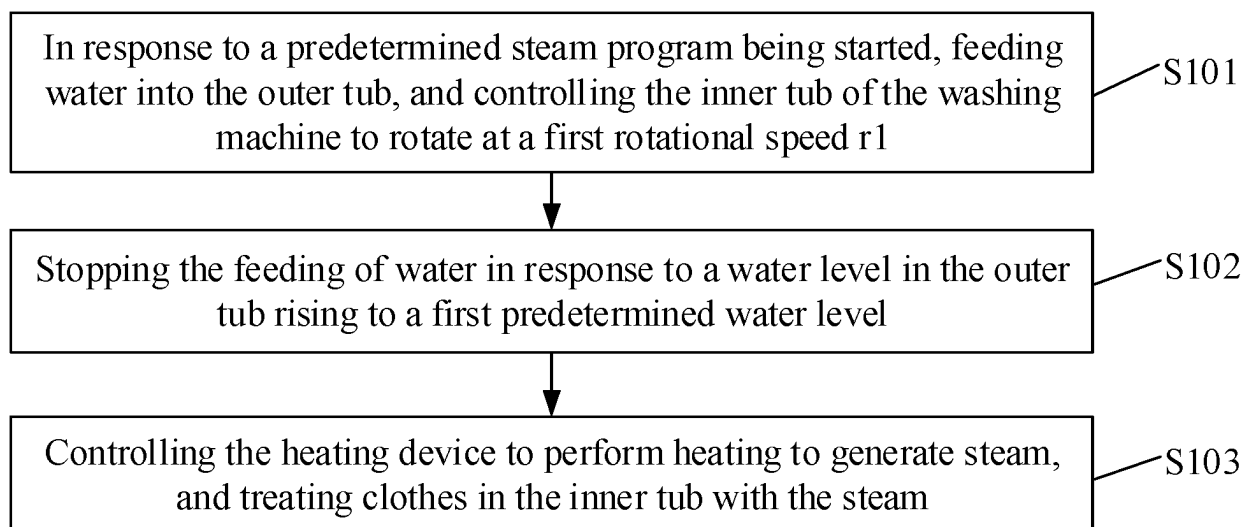 In response to a predetermined steam program being started, feeding
water into the outer tub, and controlling the inner tub of the washing
machine to rotate at a first rotational speed r1
S101
Stopping the feeding of water in response to a water level in the outer
tub rising to a first predetermined water level
S102
Controlling the heating device to perform heating to generate steam,
and treating clothes in the inner tub with the steam
S103